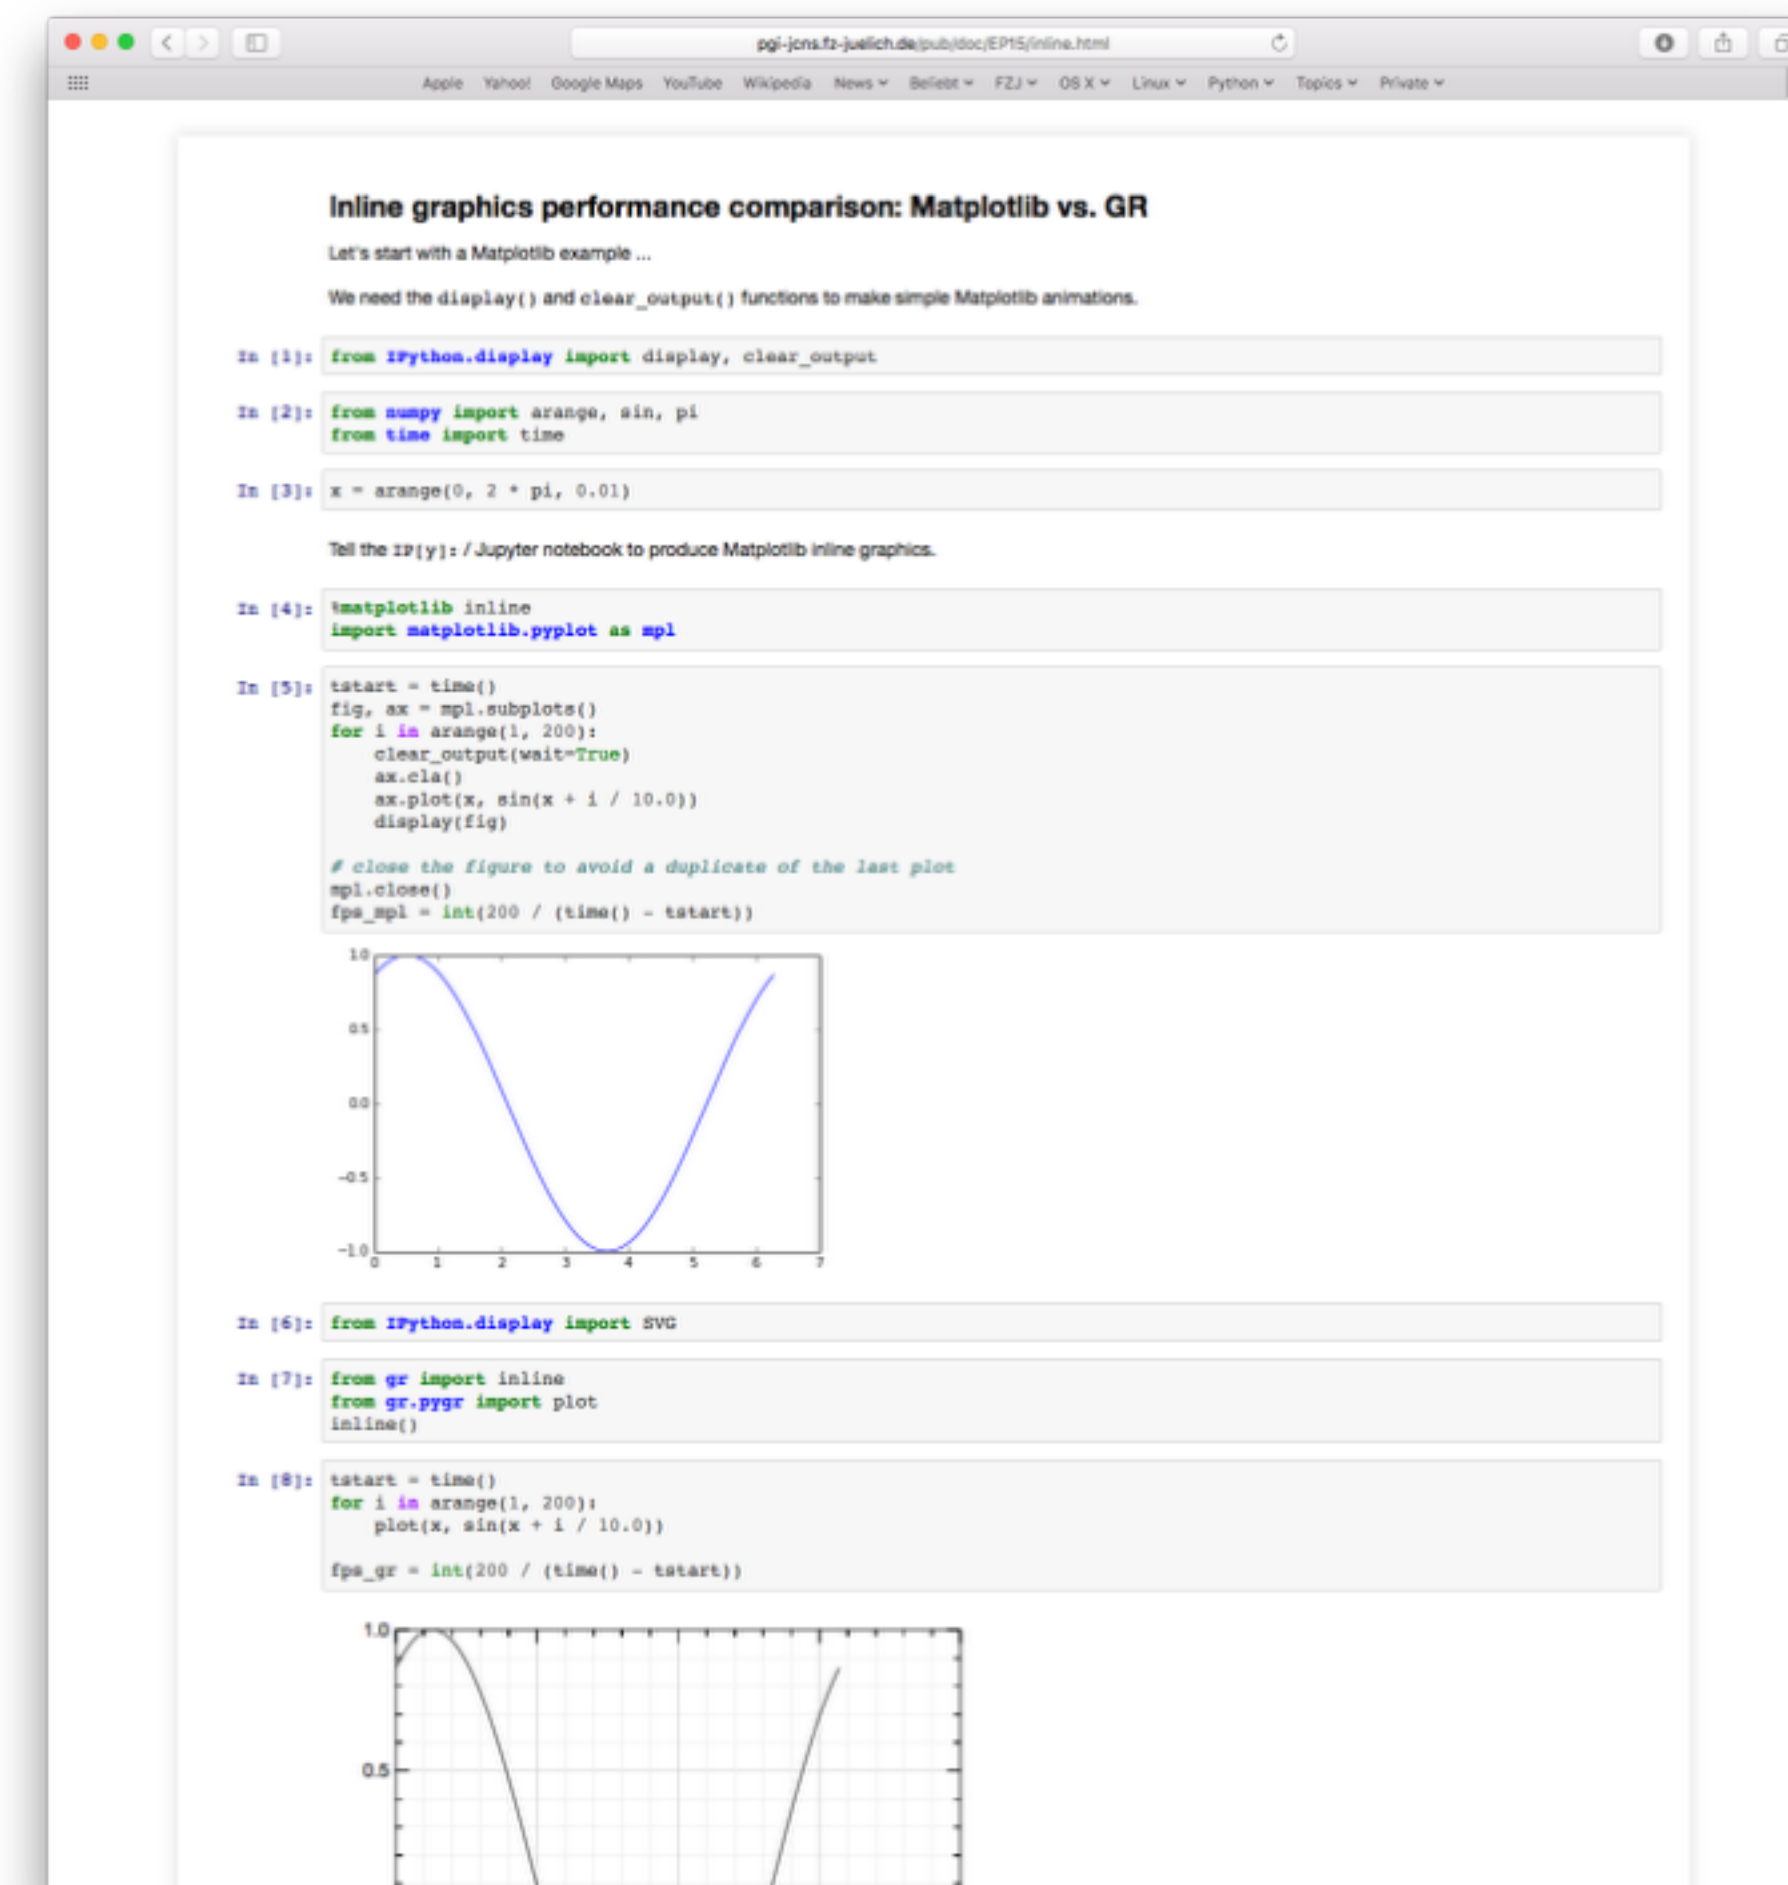 pgi-jcns.fz-juelich.de/pub/doc/EP15/inline.html
Apple Yahoo! Google Maps YouTube Wikipedia News Beliebt FZJ OS X Linux Python Topics Private
Inline graphics performance comparison: Matplotlib vs. GR
Let's start with a Matplotlib example ...
We need the display() and clear_output() functions to make simple Matplotlib animations.
In [1]: from IPython.display import display, clear_output
In [2]: from numpy import arange, sin, pi
from time import time
In [3]: x = arange(0, 2 * pi, 0.01)
Tell the IP[y]: / Jupyter notebook to produce Matplotlib inline graphics.
In [4]: %matplotlib inline
import matplotlib.pyplot as mpl
In [5]: tstart = time()
fig, ax = mpl.subplots()
for i in arange(1, 200):
    clear_output(wait=True)
    ax.cla()
    ax.plot(x, sin(x + i / 10.0))
    display(fig)
# close the figure to avoid a duplicate of the last plot
mpl.close()
fps_mpl = int(200 / (time() - tstart))
1.0
0.5
0.0
−0.5
−1.0
0 1 2 3 4 5 6 7
In [6]: from IPython.display import SVG
In [7]: from gr import inline
from gr.pygr import plot
inline()
In [8]: tstart = time()
for i in arange(1, 200):
    plot(x, sin(x + i / 10.0))
fps_gr = int(200 / (time() - tstart))
1.0
0.5